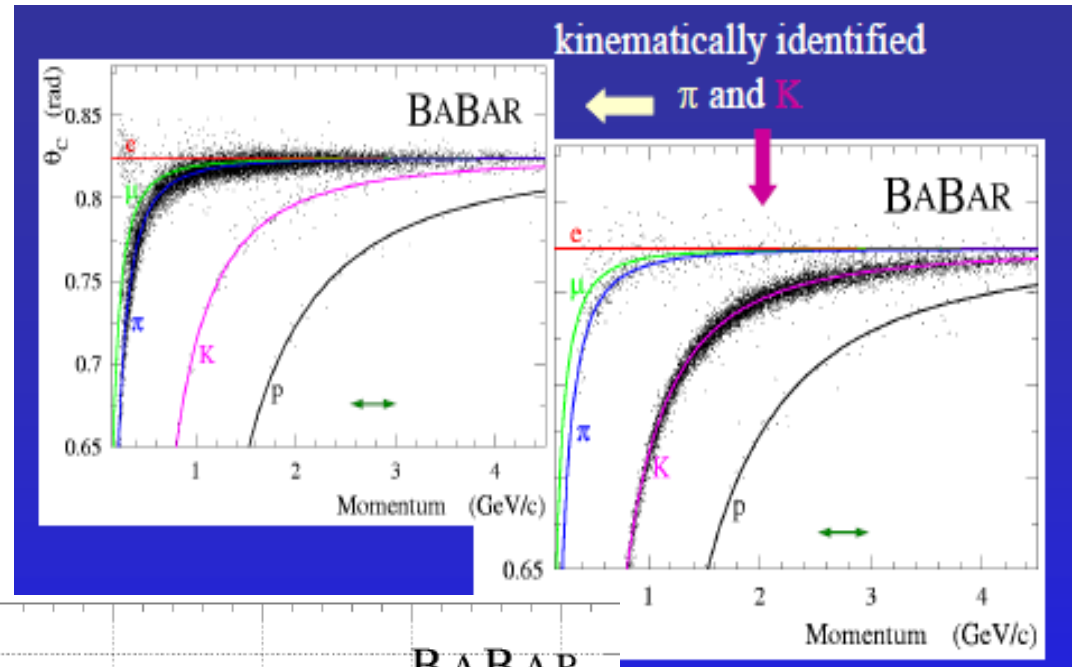 kinematically identified
π and K
θC (rad)
0.85
0.8
0.75
0.7
0.65
BABAR
e
μ
π
K
p
1 2 3 4
Momentum (GeV/c)
BABAR
e
μ
π
K
p
0.65
1 2 3 4
Momentum (GeV/c)
BABAR